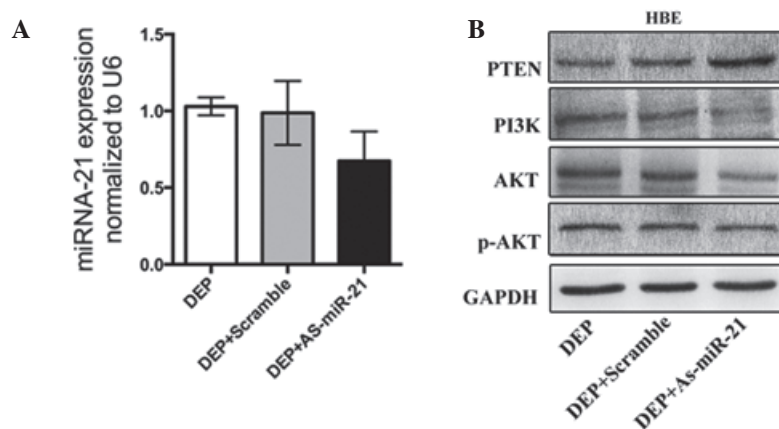 A
miRNA-21 expression
normalized to U6
1.5
1.0
0.5
0.0
DEP
DEP+Scramble
DEP+AS-miR-21
B
HBE
PTEN
PI3K
AKT
p-AKT
GAPDH
DEP
DEP+Scramble
DEP+As-miR-21